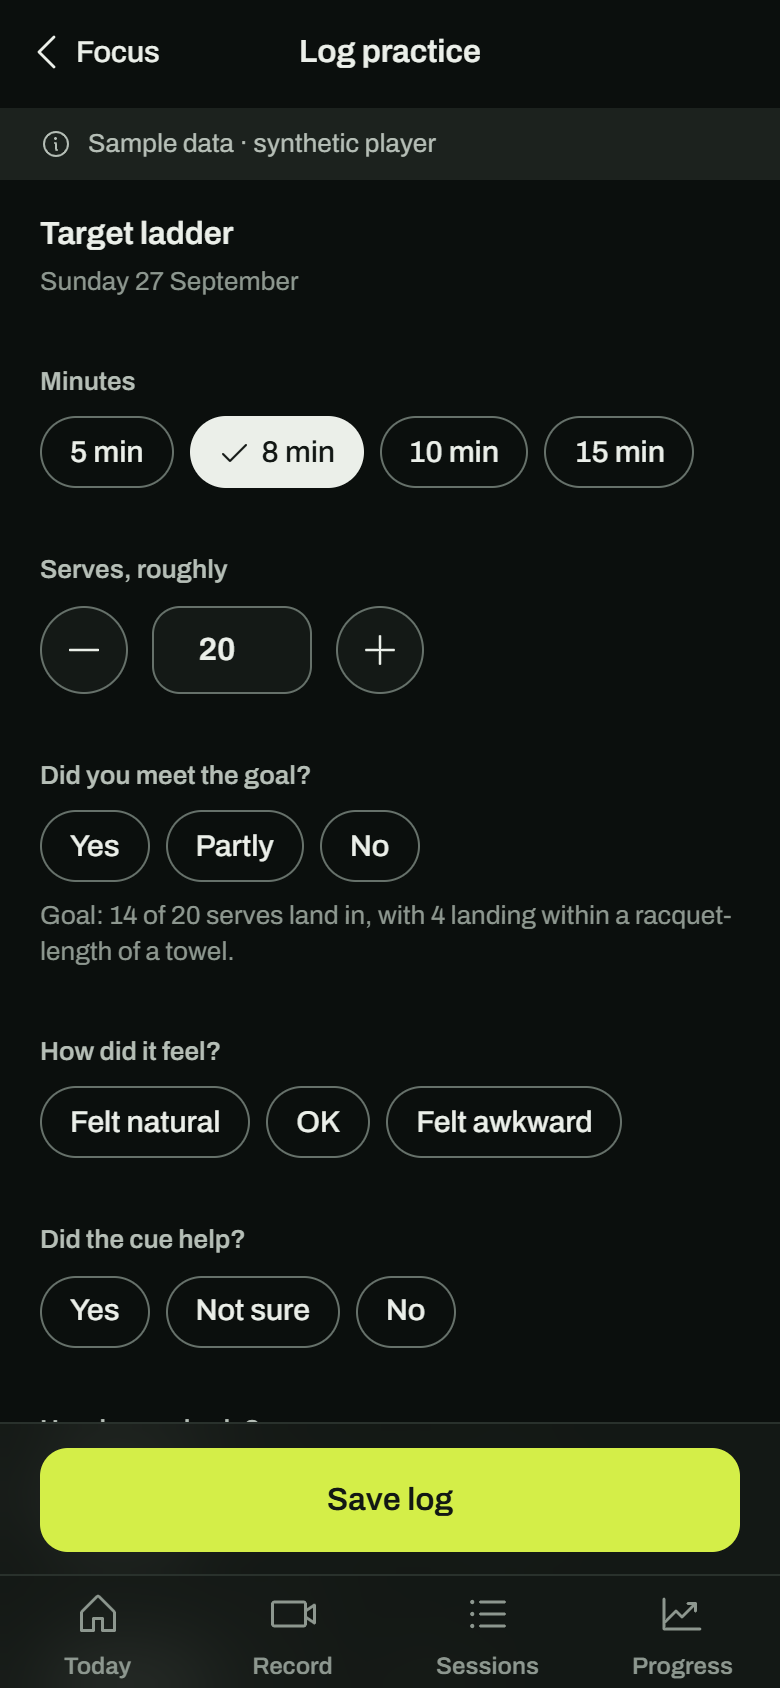 Focus
Log practice
Sample data · synthetic player
Target ladder
Sunday 27 September
Minutes
5 min
8 min
10 min
15 min
Serves, roughly
20
Did you meet the goal?
Yes
Partly
No
Goal: 14 of 20 serves land in, with 4 landing within a racquet-
length of a towel.
How did it feel?
Felt natural
OK
Felt awkward
Did the cue help?
Yes
Not sure
No
Save log
Today
Record
Sessions
Progress